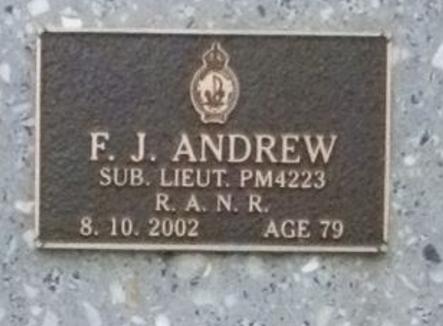 F. J. ANDREW
SUB. LIEUT. PM4223
R. A. N. R.
8. 10. 2002 AGE 79